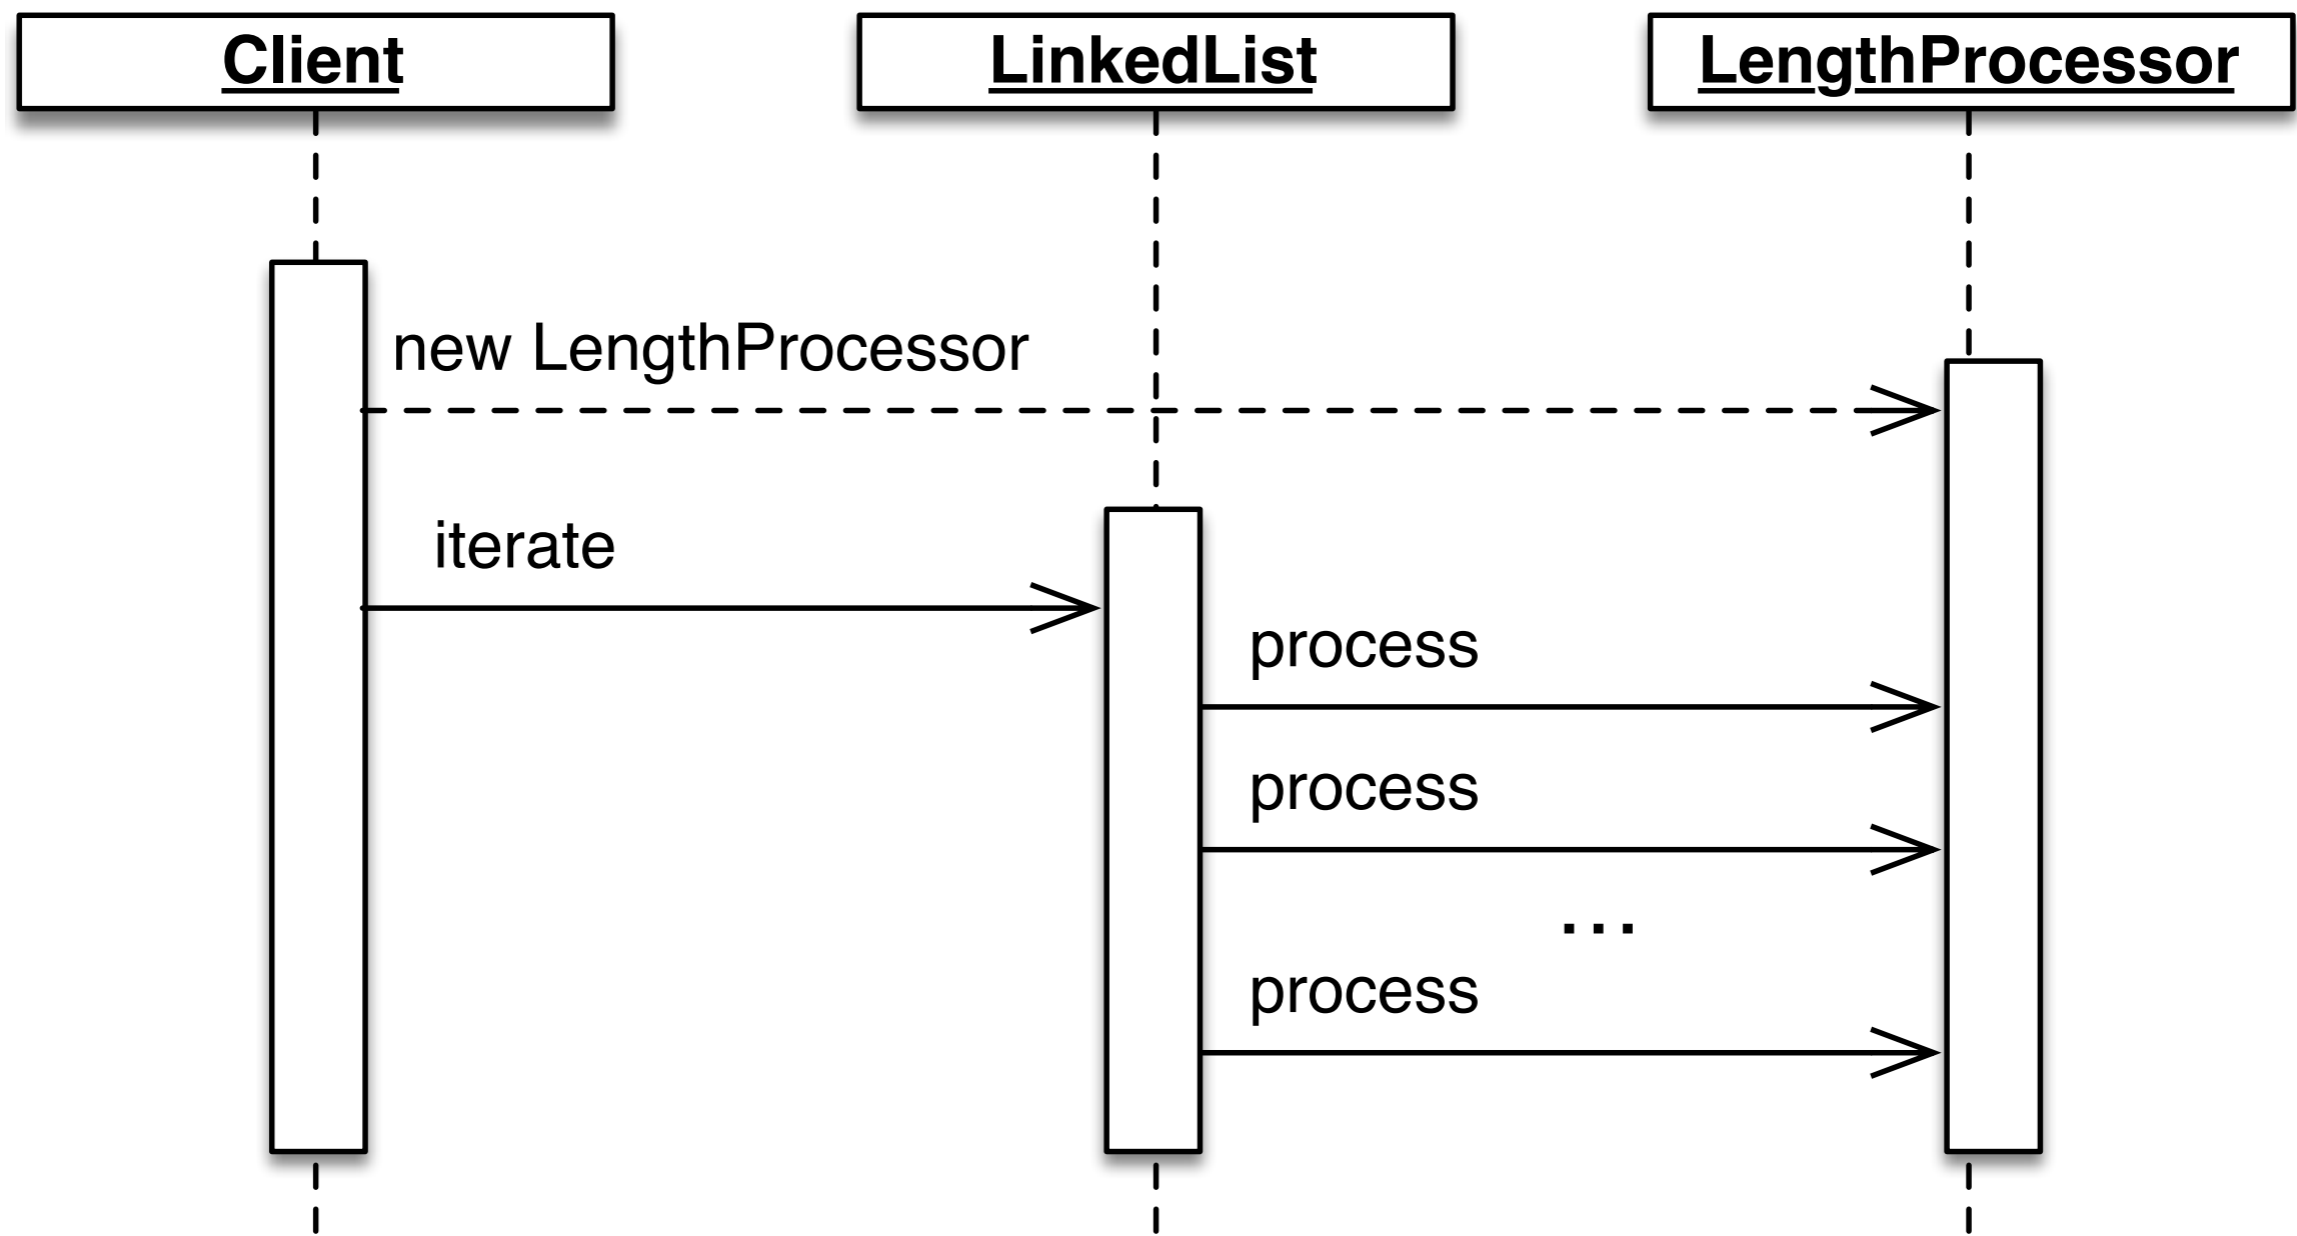 Client
LinkedList
LengthProcessor
new LengthProcessor
iterate
process
process
...
process